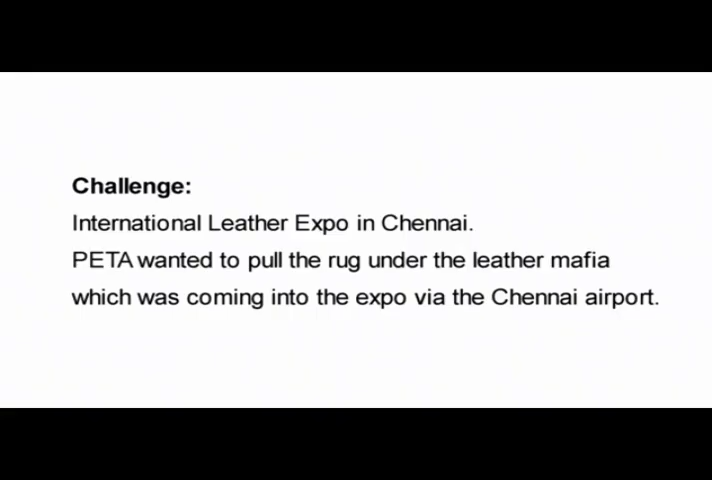 Challenge:
International Leather Expo in Chennai.
PETA wanted to pull the rug under the leather mafia
which was coming into the expo via the Chennai airport.